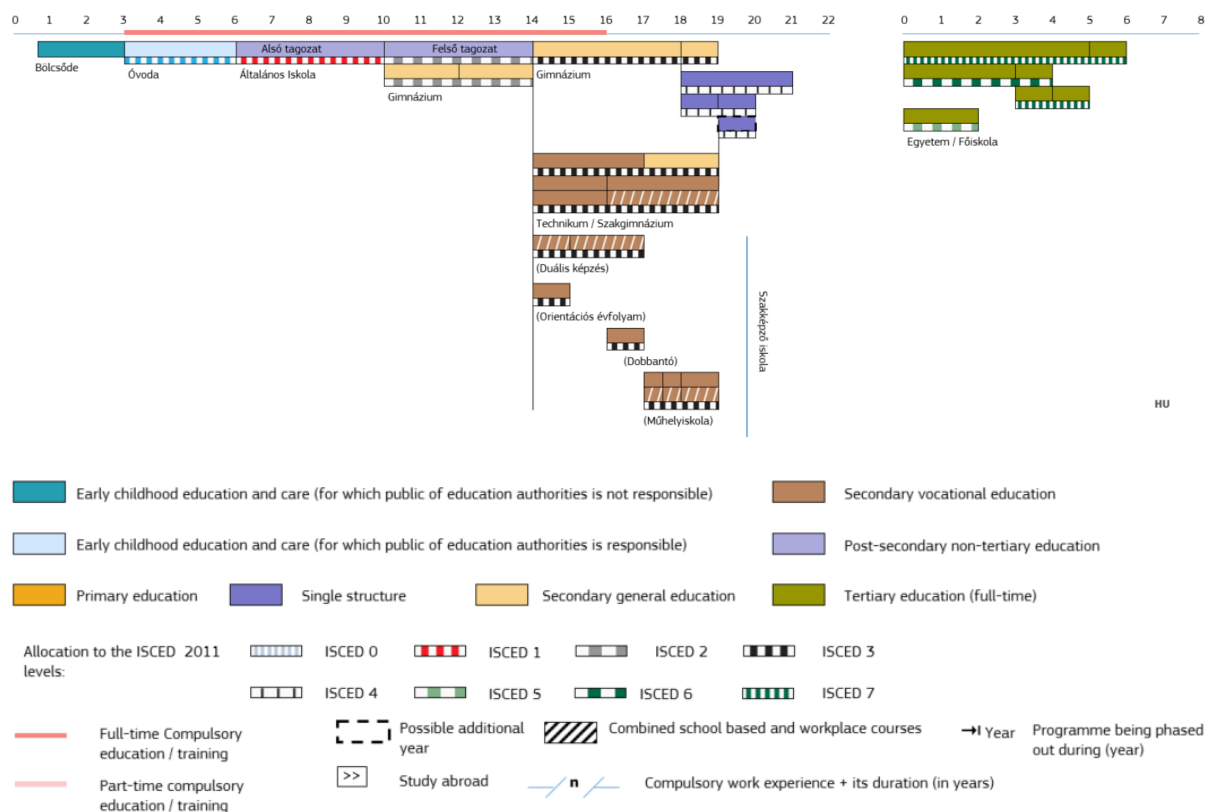 0 1 2 3 4 5 6 7 8 9 10 11 12 13 14 15 16 17 18 19 20 21 22 0 1 2 3 4 5 6 7 8
Alsó tagozat Felső tagozat
Bölcsőde Óvoda Általános Iskola Gimnázium
Gimnázium
Egyetem / Főiskola
Technikum / Szakgimnázium
(Duális képzés)
(Orientációs évfolyam)
(Dobbantó)
(Műhelyiskola)
Szakképző iskola
HU
Early childhood education and care (for which public of education authorities is not responsible) Secondary vocational education
Early childhood education and care (for which public of education authorities is responsible) Post-secondary non-tertiary education
Primary education Single structure Secondary general education Tertiary education (full-time)
Allocation to the ISCED 2011 ISCED 0 ISCED 1 ISCED 2 ISCED 3
levels:
ISCED 4 ISCED 5 ISCED 6 ISCED 7
Full-time Compulsory Possible additional Combined school based and workplace courses Year Programme being phased
education / training year out during (year)
Part-time compulsory >> Study abroad n Compulsory work experience + its duration (in years)
education / training